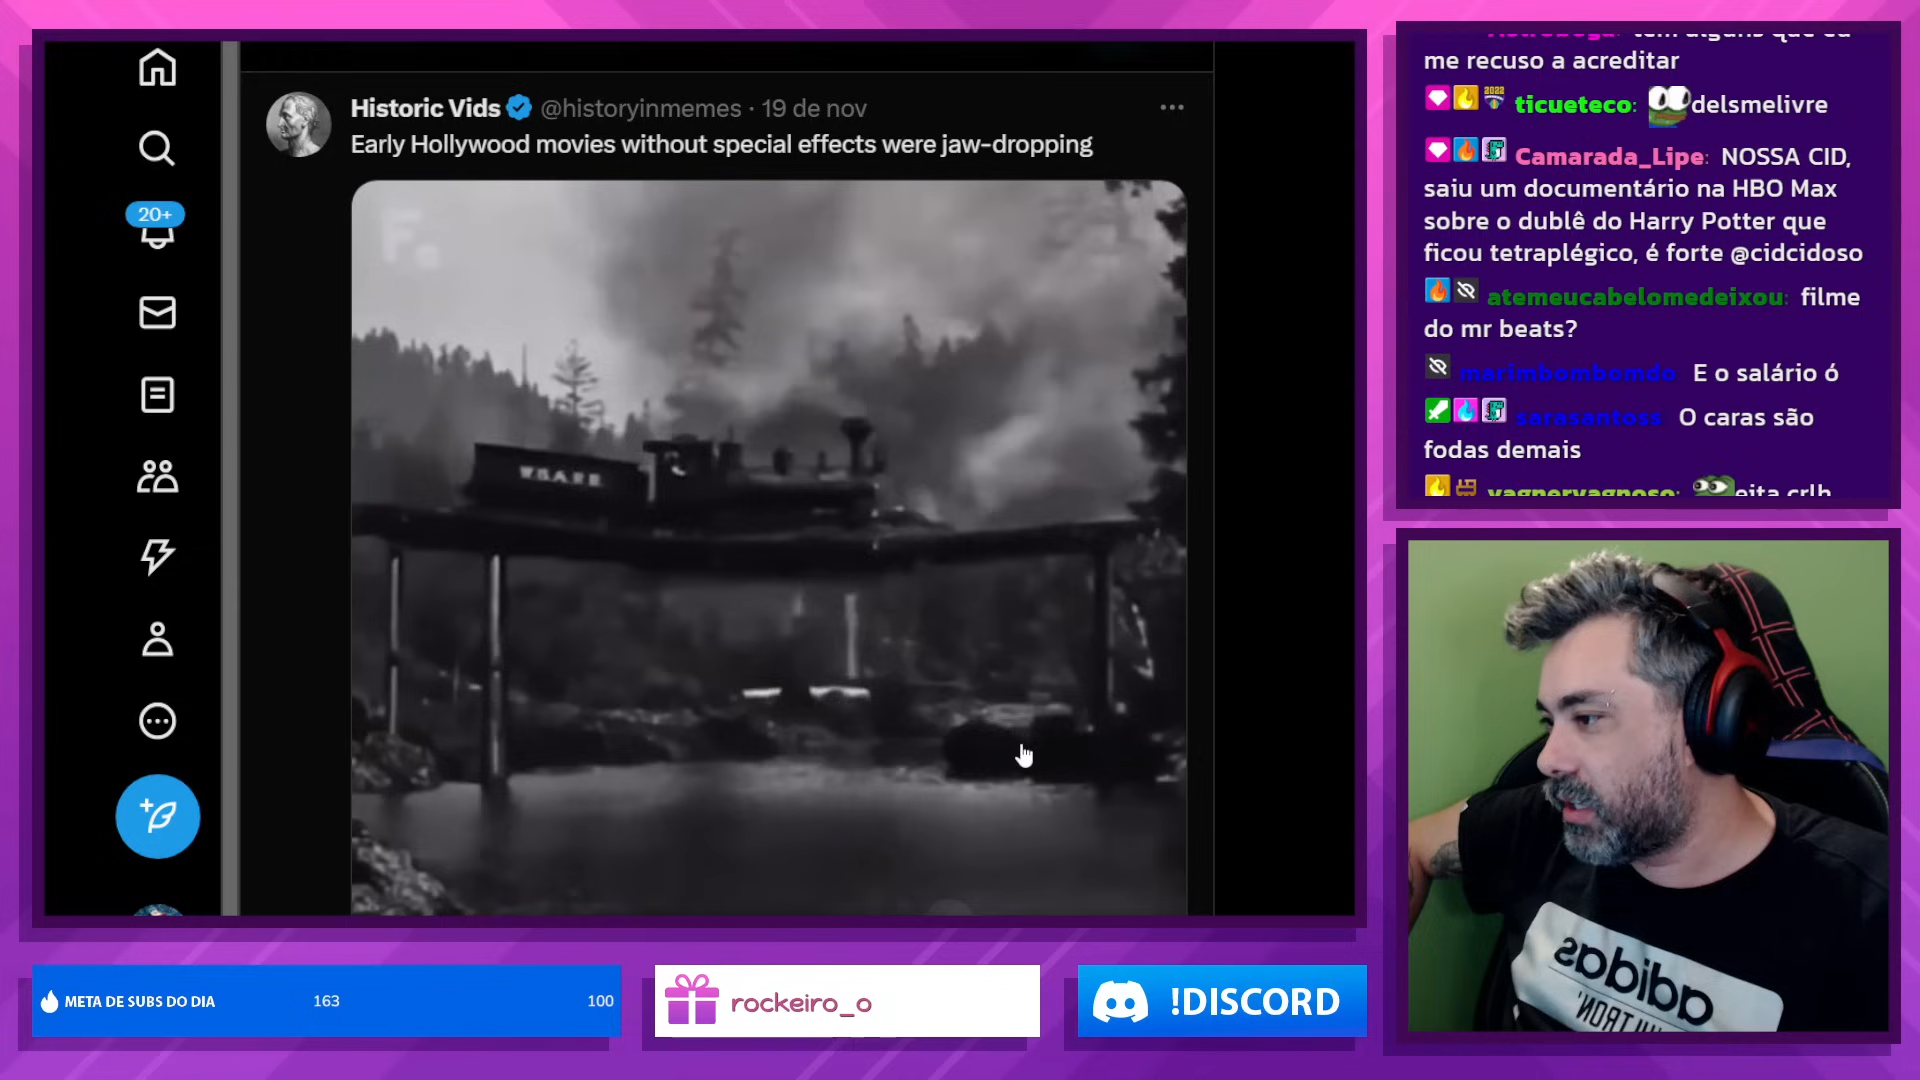 20+
Historic Vids @historyinmemes · 19 de nov
Early Hollywood movies without special effects were jaw-dropping
me recuso a acreditar
ticueteco: delsmelivre
Camarada_Lipe: NOSSA CID,
saiu um documentário na HBO Max
sobre o dublê do Harry Potter que
ficou tetraplégico, é forte @cidcidoso
atemeucabelomedeixou: filme
do mr beats?
marimbombomdo: E o salário ó
sarasantoss: O caras são
fodas demais
vagnervagnoso: eita crlh
adidas
META DE SUBS DO DIA 163 100
rockeiro_o
!DISCORD